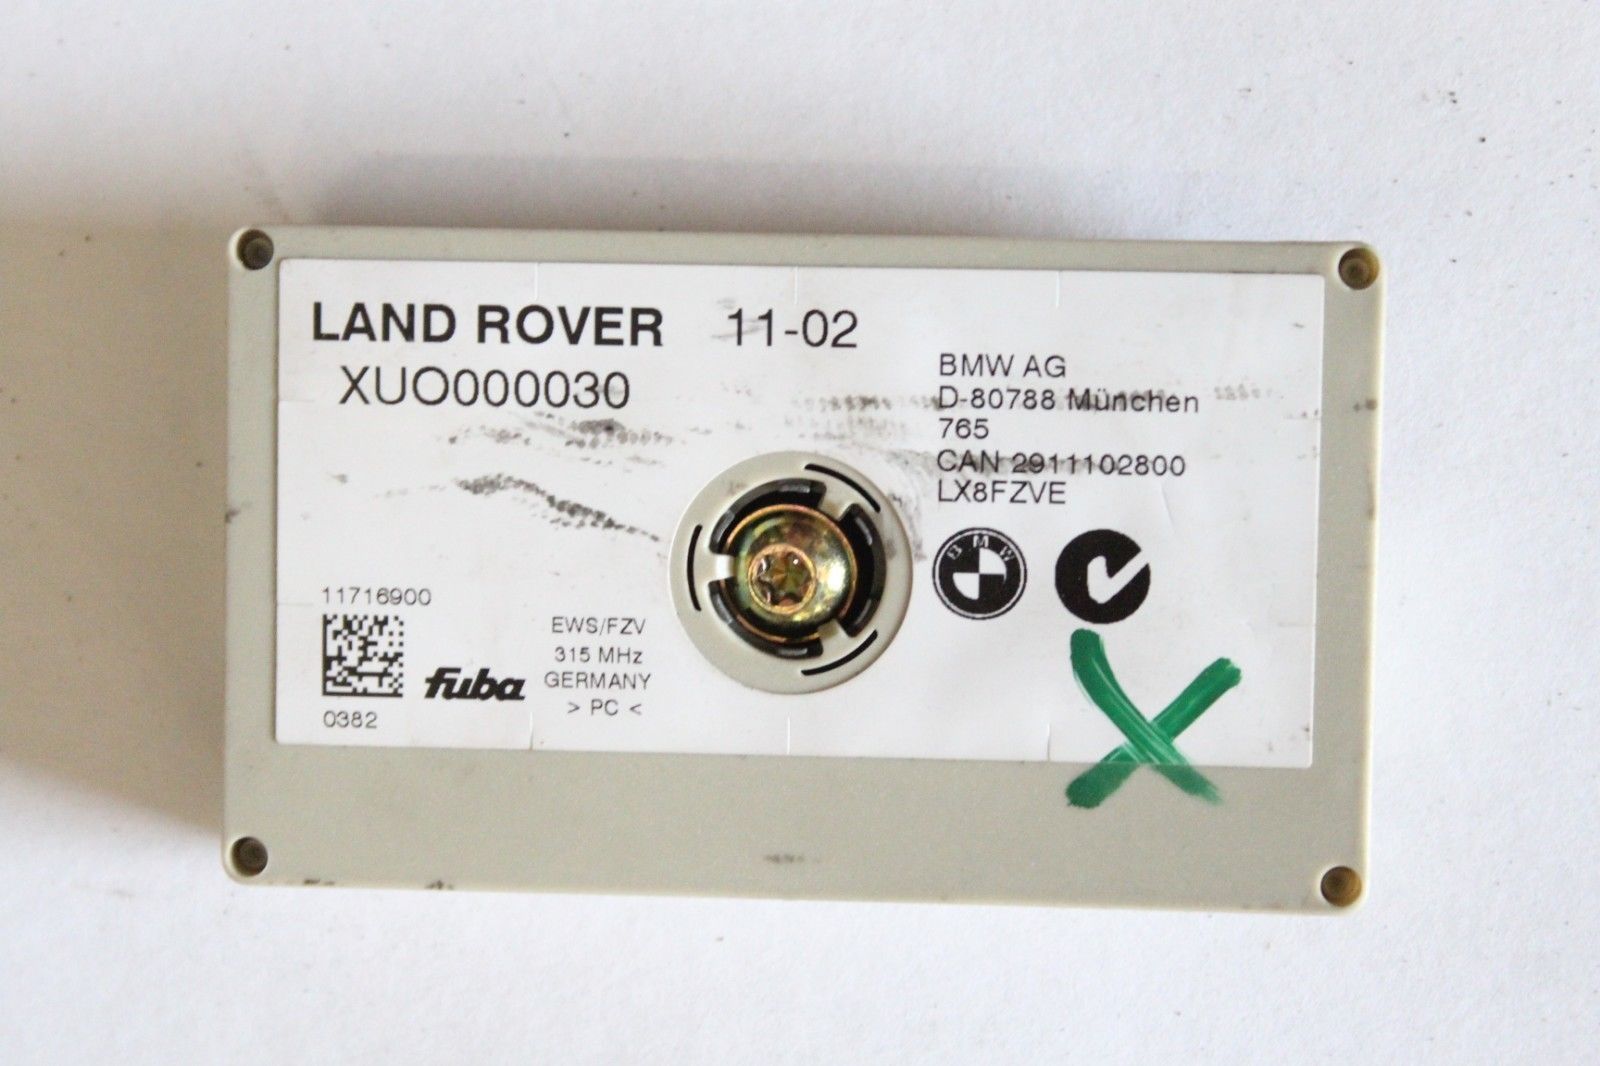 LAND ROVER 11-02
XUO000030
BMW AG
D-80788 München
765
CAN 2911102800
LX8FZVE
BMW
11716900
EWS/FZV
315 MHz
fuba
GERMANY
> PC <
0382